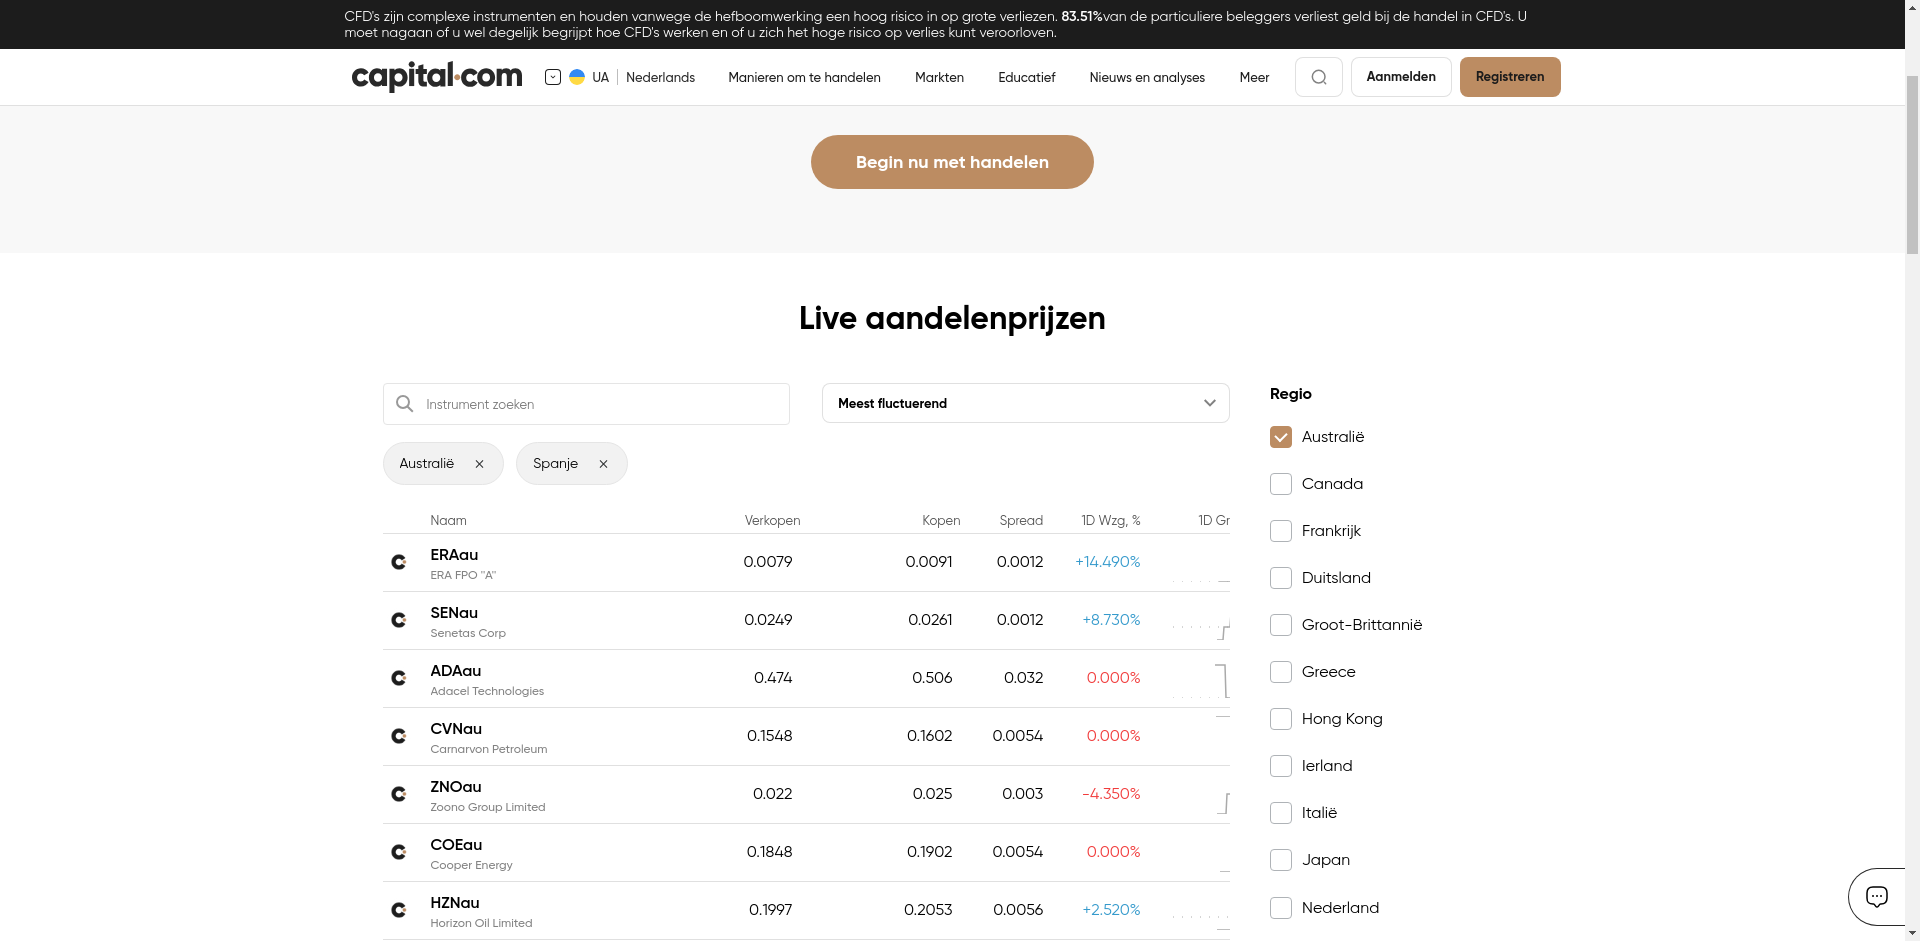 CFD's zijn complexe instrumenten en houden vanwege de hefboomwerking een hoog risico in op grote verliezen. 83.51%van de particuliere beleggers verliest geld bij de handel in CFD's. U
moet nagaan of u wel degelijk begrijpt hoe CFD's werken en of u zich het hoge risico op verlies kunt veroorloven.
capital.com UA Nederlands Manieren om te handelen Markten Educatief Nieuws en analyses Meer Aanmelden Registreren
Begin nu met handelen
Live aandelenprijzen
Instrument zoeken
Meest fluctuerend
Australië
Spanje
Naam Verkopen Kopen Spread 1D Wzg, % 1D Gr
ERAau 0.0079 0.0091 0.0012 +14.490%
ERA FPO "A"
SENau 0.0249 0.0261 0.0012 +8.730%
Senetas Corp
ADAau 0.474 0.506 0.032 0.000%
Adacel Technologies
CVNau 0.1548 0.1602 0.0054 0.000%
Carnarvon Petroleum
ZNOau 0.022 0.025 0.003 -4.350%
Zoono Group Limited
COEau 0.1848 0.1902 0.0054 0.000%
Cooper Energy
HZNau 0.1997 0.2053 0.0056 +2.520%
Horizon Oil Limited
Regio
Australië
Canada
Frankrijk
Duitsland
Groot-Brittannië
Greece
Hong Kong
Ierland
Italië
Japan
Nederland